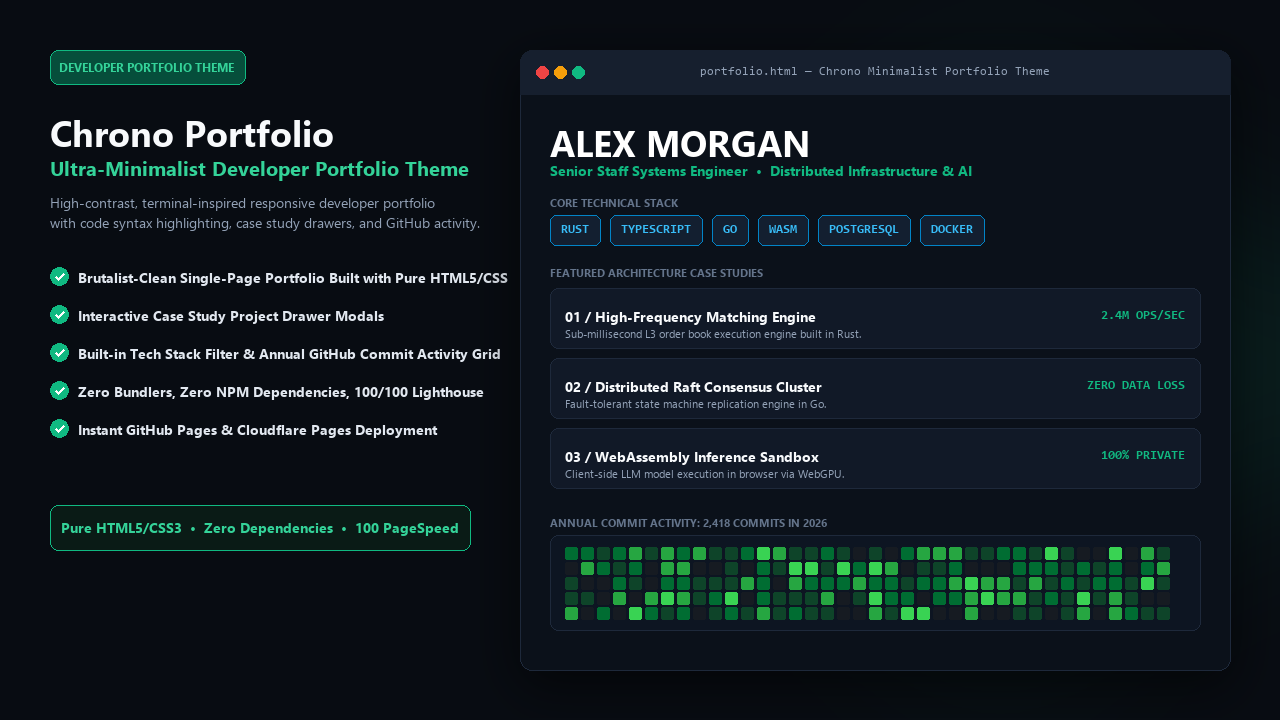 DEVELOPER PORTFOLIO THEME
Chrono Portfolio
Ultra-Minimalist Developer Portfolio Theme
High-contrast, terminal-inspired responsive developer portfolio
with code syntax highlighting, case study drawers, and GitHub activity.
Brutalist-Clean Single-Page Portfolio Built with Pure HTML5/CSS
Interactive Case Study Project Drawer Modals
Built-in Tech Stack Filter & Annual GitHub Commit Activity Grid
Zero Bundlers, Zero NPM Dependencies, 100/100 Lighthouse
Instant GitHub Pages & Cloudflare Pages Deployment
Pure HTML5/CSS3 • Zero Dependencies • 100 PageSpeed
portfolio.html — Chrono Minimalist Portfolio Theme
ALEX MORGAN
Senior Staff Systems Engineer • Distributed Infrastructure & AI
CORE TECHNICAL STACK
RUST TYPESCRIPT GO WASM POSTGRESQL DOCKER
FEATURED ARCHITECTURE CASE STUDIES
01 / High-Frequency Matching Engine 2.4M OPS/SEC
Sub-millisecond L3 order book execution engine built in Rust.
02 / Distributed Raft Consensus Cluster ZERO DATA LOSS
Fault-tolerant state machine replication engine in Go.
03 / WebAssembly Inference Sandbox 100% PRIVATE
Client-side LLM model execution in browser via WebGPU.
ANNUAL COMMIT ACTIVITY: 2,418 COMMITS IN 2026